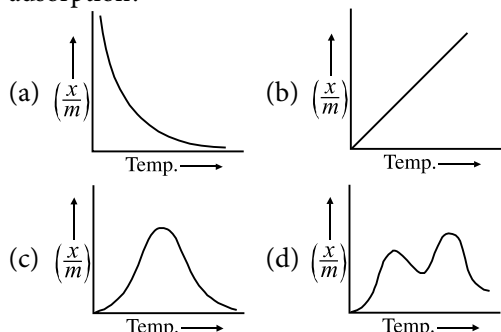 adsorption.
(a) (x/m) Temp.
(b) (x/m) Temp.
(c) (x/m) Temp.
(d) (x/m) Temp.